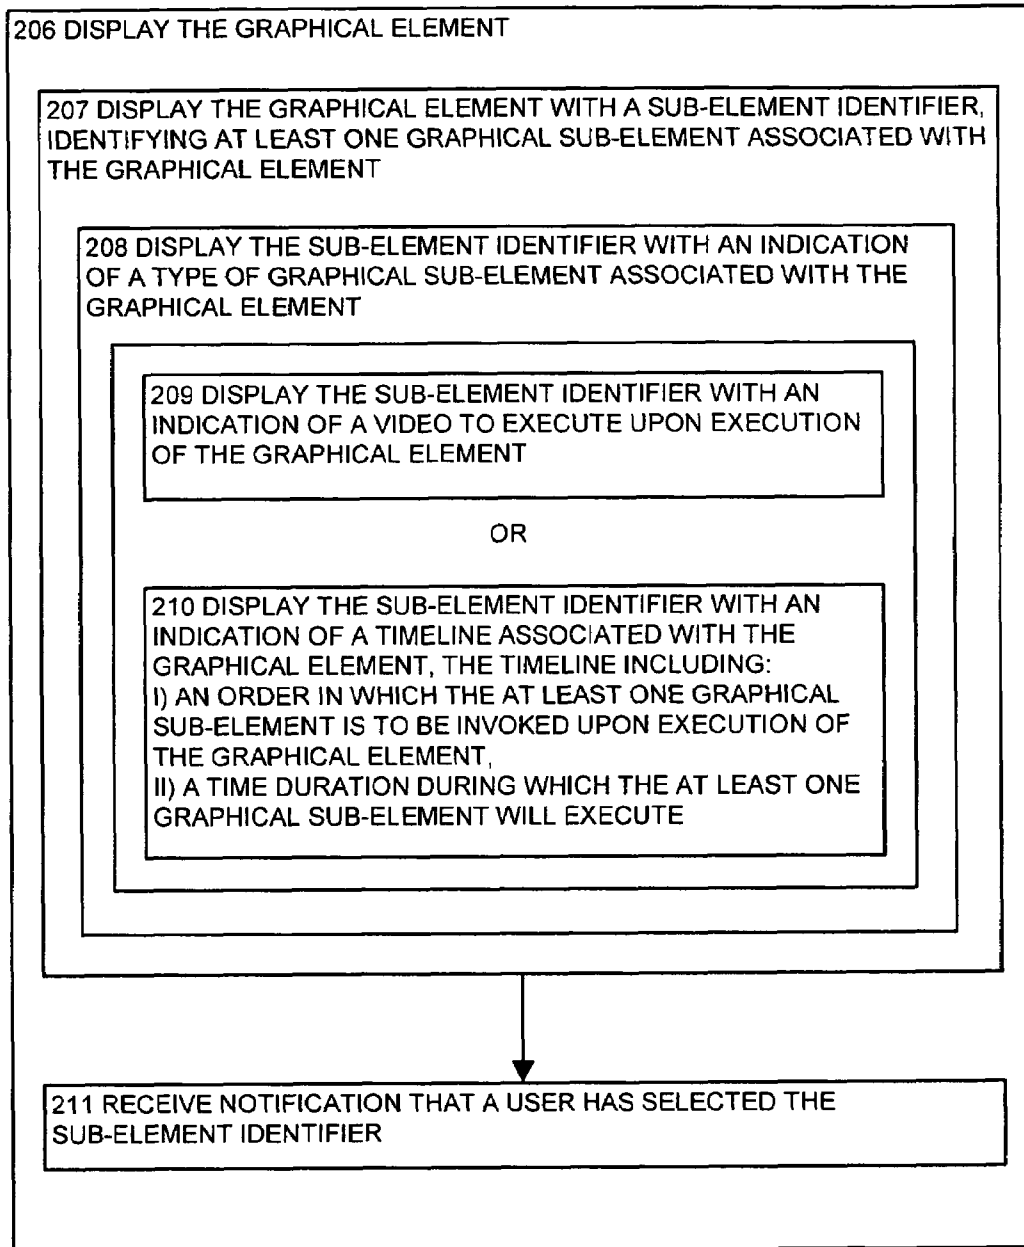 206 DISPLAY THE GRAPHICAL ELEMENT
207 DISPLAY THE GRAPHICAL ELEMENT WITH A SUB-ELEMENT IDENTIFIER,
IDENTIFYING AT LEAST ONE GRAPHICAL SUB-ELEMENT ASSOCIATED WITH
THE GRAPHICAL ELEMENT
208 DISPLAY THE SUB-ELEMENT IDENTIFIER WITH AN INDICATION
OF A TYPE OF GRAPHICAL SUB-ELEMENT ASSOCIATED WITH THE
GRAPHICAL ELEMENT
209 DISPLAY THE SUB-ELEMENT IDENTIFIER WITH AN
INDICATION OF A VIDEO TO EXECUTE UPON EXECUTION
OF THE GRAPHICAL ELEMENT
OR
210 DISPLAY THE SUB-ELEMENT IDENTIFIER WITH AN
INDICATION OF A TIMELINE ASSOCIATED WITH THE
GRAPHICAL ELEMENT, THE TIMELINE INCLUDING:
I) AN ORDER IN WHICH THE AT LEAST ONE GRAPHICAL
SUB-ELEMENT IS TO BE INVOKED UPON EXECUTION OF
THE GRAPHICAL ELEMENT,
II) A TIME DURATION DURING WHICH THE AT LEAST ONE
GRAPHICAL SUB-ELEMENT WILL EXECUTE
211 RECEIVE NOTIFICATION THAT A USER HAS SELECTED THE
SUB-ELEMENT IDENTIFIER